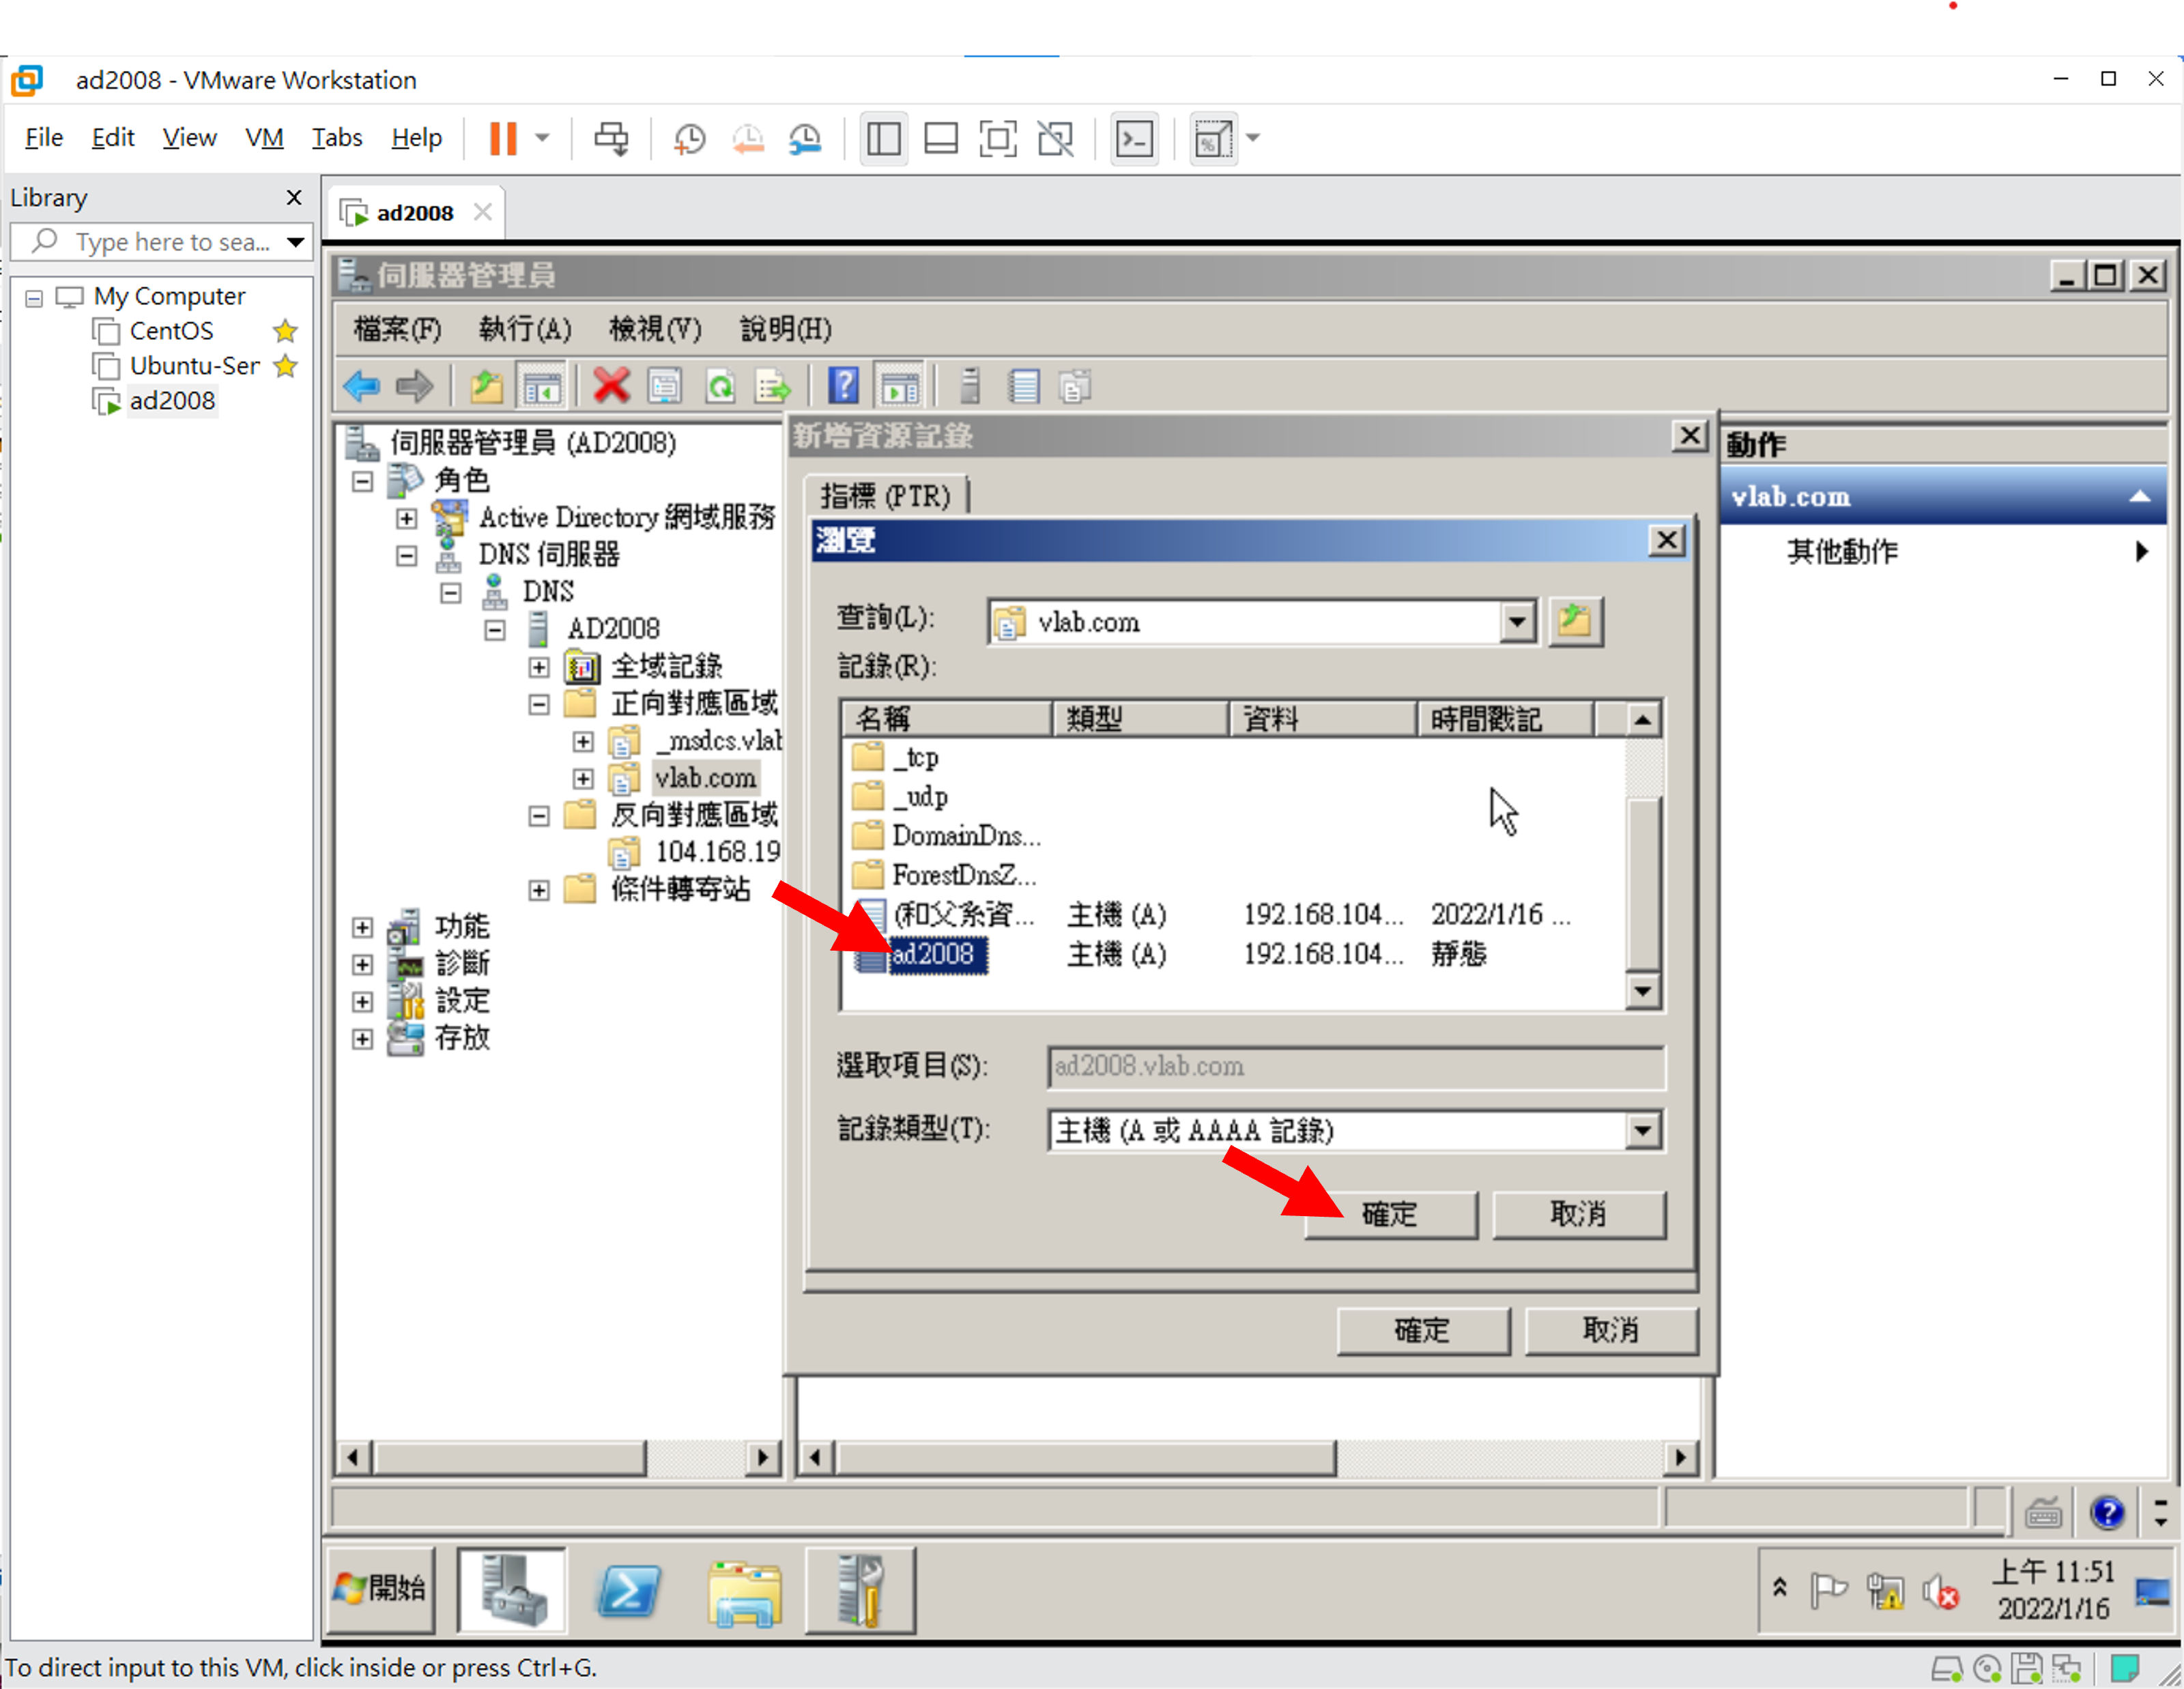 ad2008 - VMware Workstation
File Edit View VM Tabs Help
Library
ad2008
Type here to sea...
My Computer
CentOS
Ubuntu-Ser
ad2008
伺服器管理員
檔案(F) 執行(A) 檢視(V) 說明(H)
伺服器管理員 (AD2008)
角色
Active Directory 網域服務
DNS 伺服器
DNS
AD2008
全域記錄
正向對應區域
_msdcs.vlab
vlab.com
反向對應區域
104.168.19
條件轉寄站
功能
診斷
設定
存放
新增資源記錄
指標 (PTR)
瀏覽
查詢(L):
vlab.com
記錄(R):
名稱 類型 資料 時間戳記
_tcp
_udp
DomainDns...
ForestDnsZ...
(和父系資... 主機 (A) 192.168.104... 2022/1/16 ...
ad2008 主機 (A) 192.168.104... 靜態
選取項目(S):
ad2008.vlab.com
記錄類型(T):
主機 (A 或 AAAA 記錄)
確定 取消
確定 取消
動作
vlab.com
其他動作
開始
上午 11:51
2022/1/16
To direct input to this VM, click inside or press Ctrl+G.